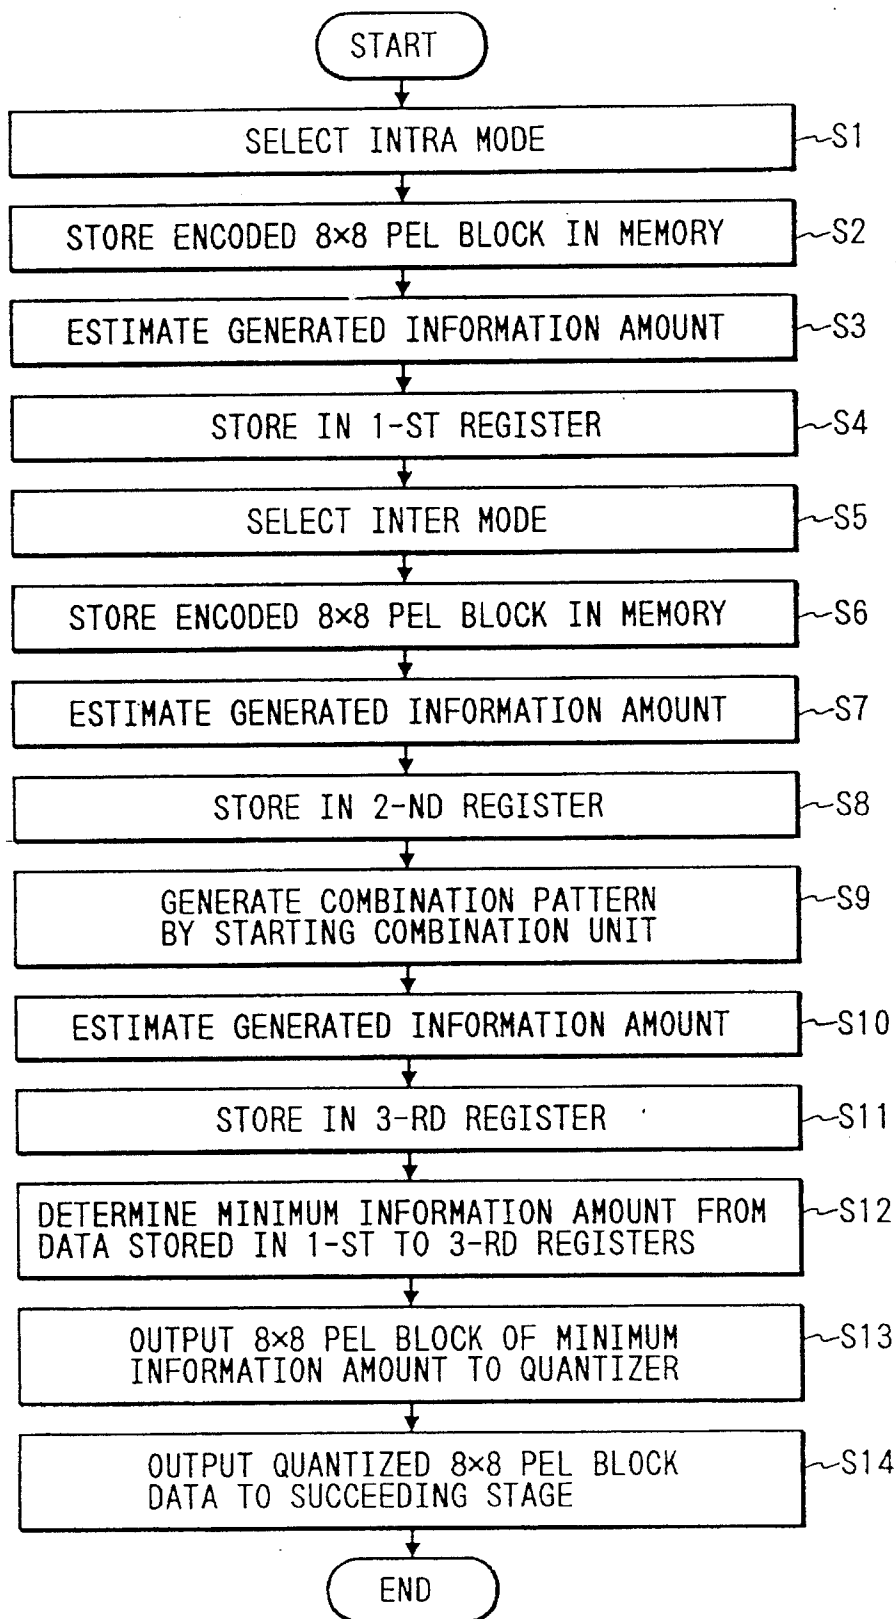 START
SELECT INTRA MODE
S1
STORE ENCODED 8×8 PEL BLOCK IN MEMORY
S2
ESTIMATE GENERATED INFORMATION AMOUNT
S3
STORE IN 1-ST REGISTER
S4
SELECT INTER MODE
S5
STORE ENCODED 8×8 PEL BLOCK IN MEMORY
S6
ESTIMATE GENERATED INFORMATION AMOUNT
S7
STORE IN 2-ND REGISTER
S8
GENERATE COMBINATION PATTERN
BY STARTING COMBINATION UNIT
S9
ESTIMATE GENERATED INFORMATION AMOUNT
S10
STORE IN 3-RD REGISTER
S11
DETERMINE MINIMUM INFORMATION AMOUNT FROM
DATA STORED IN 1-ST TO 3-RD REGISTERS
S12
OUTPUT 8×8 PEL BLOCK OF MINIMUM
INFORMATION AMOUNT TO QUANTIZER
S13
OUTPUT QUANTIZED 8×8 PEL BLOCK
DATA TO SUCCEEDING STAGE
S14
END